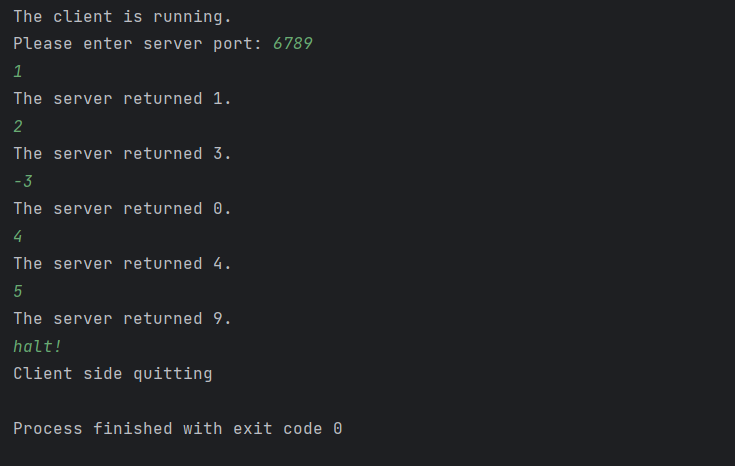 The client is running.
Please enter server port: 6789
1
The server returned 1.
2
The server returned 3.
-3
The server returned 0.
4
The server returned 4.
5
The server returned 9.
halt!
Client side quitting
Process finished with exit code 0